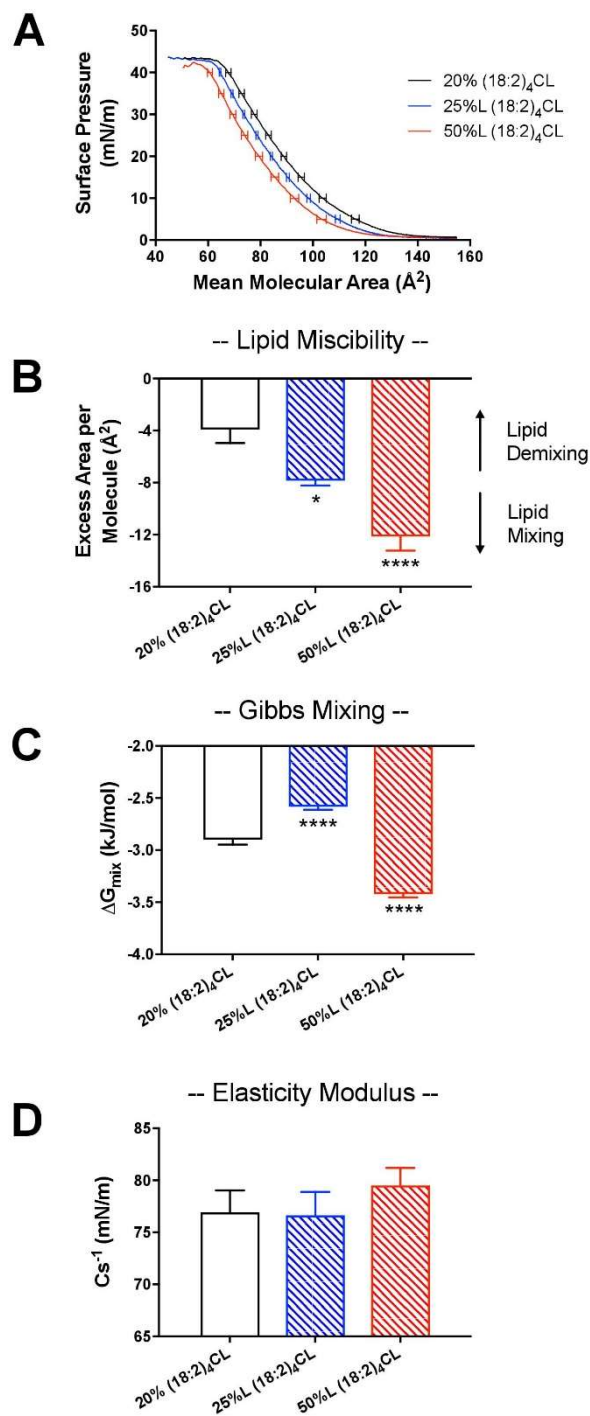 A
Surface Pressure
(mN/m)
50
40
30
20
10
0
40 60 80 100 120 140 160
Mean Molecular Area (Å²)
20% (18:2)₄CL
25%L (18:2)₄CL
50%L (18:2)₄CL
-- Lipid Miscibility --
B
Excess Area per
Molecule (Å²)
0
-4
-8
-12
-16
*
****
Lipid
Demixing
Lipid
Mixing
20% (18:2)₄CL
25%L (18:2)₄CL
50%L (18:2)₄CL
-- Gibbs Mixing --
C
ΔGmix (kJ/mol)
-2.0
-2.5
-3.0
-3.5
-4.0
****
****
20% (18:2)₄CL
25%L (18:2)₄CL
50%L (18:2)₄CL
-- Elasticity Modulus --
D
Cs⁻¹ (mN/m)
85
80
75
70
65
20% (18:2)₄CL
25%L (18:2)₄CL
50%L (18:2)₄CL